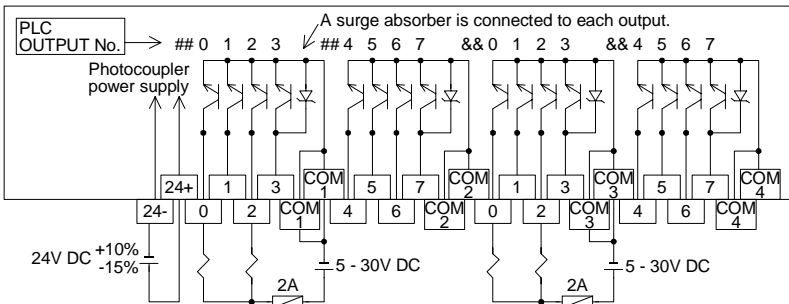 PLC
OUTPUT No.
A surge absorber is connected to each output.
## 0 1 2 3 ## 4 5 6 7 && 0 1 2 3 && 4 5 6 7
Photocoupler
power supply
24+ 1 3 COM 1 5 7 COM 2 1 3 COM 3 5 7 COM 4
24- 0 2 COM 1 4 6 COM 2 0 2 COM 3 4 6 COM 4
24V DC +10% -15%
5 - 30V DC
5 - 30V DC
2A
2A